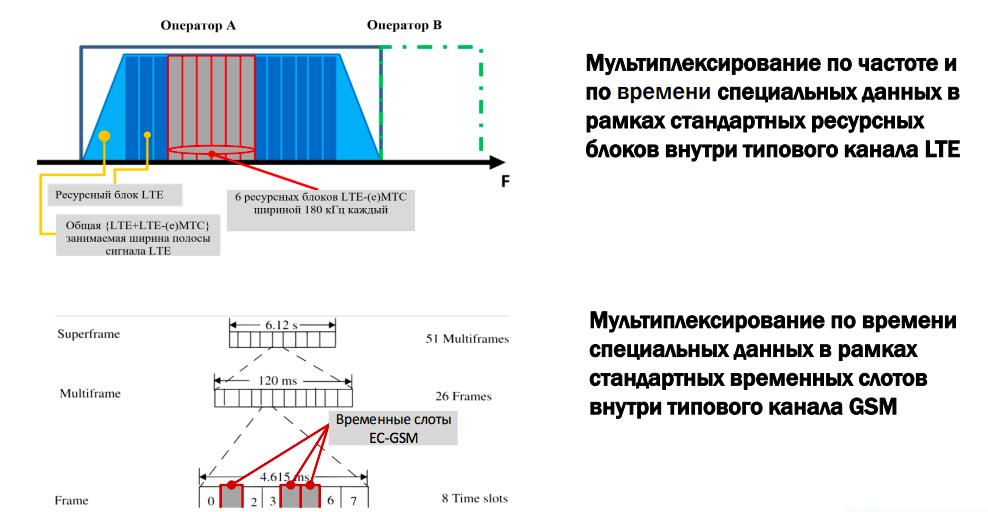 Оператор A
Оператор B
Мультиплексирование по частоте и
по времени специальных данных в
рамках стандартных ресурсных
блоков внутри типового канала LTE
F
Ресурсный блок LTE
6 ресурсных блоков LTE-(e)MTC
шириной 180 кГц каждый
Общая {LTE+LTE-(e)MTC}
занимаемая ширина полосы
сигнала LTE
Superframe
6.12 s
51 Multiframes
Multiframe
120 ms
26 Frames
Временные слоты
EC-GSM
4.615 ms
Frame
0 2 3 6 7
8 Time slots
Мультиплексирование по времени
специальных данных в рамках
стандартных временных слотов
внутри типового канала GSM